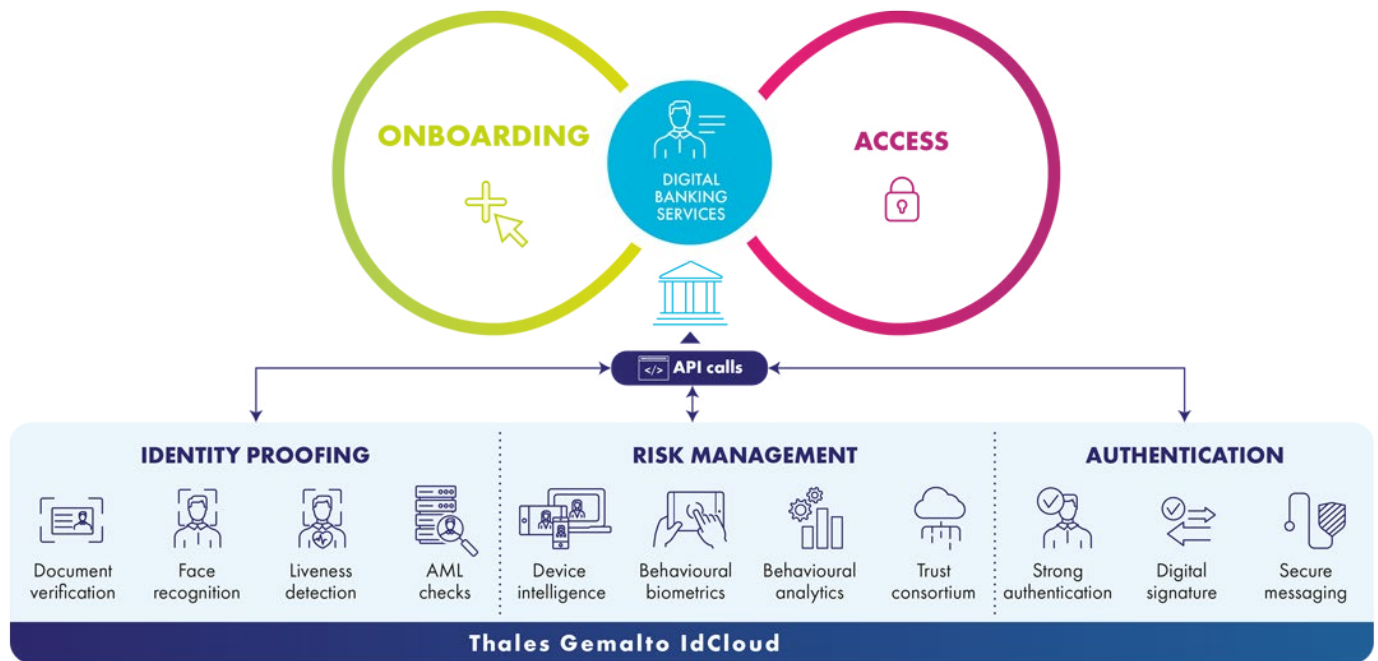 ONBOARDING
DIGITAL
BANKING
SERVICES
ACCESS
</> API calls
IDENTITY PROOFING
Document
verification
Face
recognition
Liveness
detection
AML
checks
RISK MANAGEMENT
Device
intelligence
Behavioural
biometrics
Behavioural
analytics
Trust
consortium
AUTHENTICATION
Strong
authentication
Digital
signature
Secure
messaging
Thales Gemalto IdCloud